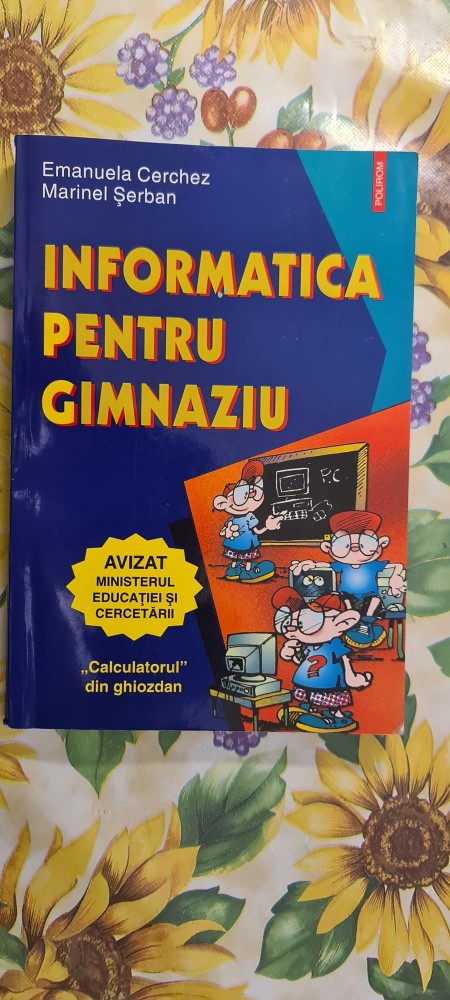 Emanuela Cerchez
Marinel Şerban
POLIROM
INFORMATICA
PENTRU
GIMNAZIU
P.C.
AVIZAT
MINISTERUL
EDUCAŢIEI ŞI
CERCETĂRII
?
„Calculatorul”
din ghiozdan